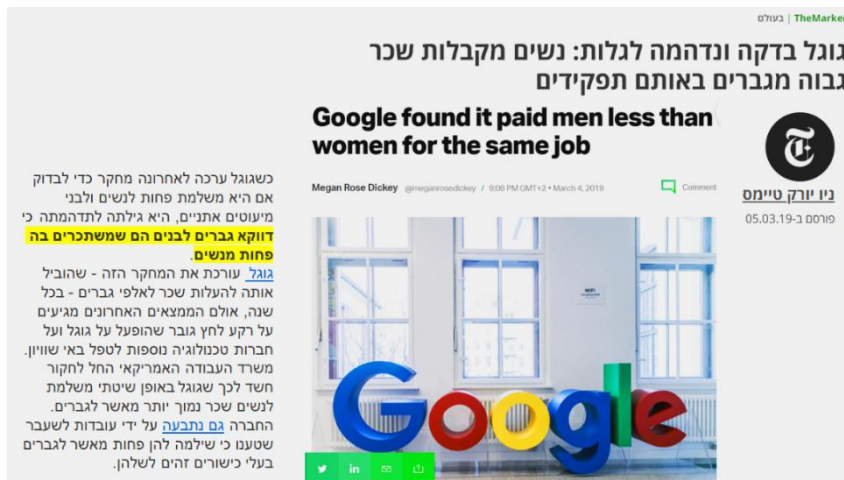 TheMarker | בעולם
גוגל בדקה ונדהמה לגלות: נשים מקבלות שכר
גבוה מגברים באותם תפקידים
Google found it paid men less than
women for the same job
Megan Rose Dickey @meganrosedickey / 9:08 PM GMT+2 • March 4, 2019
Comment
ניו יורק טיימס
פורסם ב-05.03.19
כשגוגל ערכה לאחרונה מחקר כדי לבדוק
אם היא משלמת פחות לנשים ולבני
מיעוטים אתניים, היא גילתה לתדהמתה כי
דווקא גברים לבנים הם שמשתכרים בה
פחות מנשים.
גוגל עורכת את המחקר הזה - שהוביל
אותה להעלות שכר לאלפי גברים - בכל
שנה, אולם הממצאים האחרונים מגיעים
על רקע לחץ גובר שהופעל על גוגל ועל
חברות טכנולוגיה נוספות לטפל באי שוויון.
משרד העבודה האמריקאי החל לחקור
חשד לכך שגוגל באופן שיטתי משלמת
לנשים שכר נמוך יותר מאשר לגברים.
החברה גם נתבעה על ידי עובדות לשעבר
שטענו כי שילמה להן פחות מאשר לגברים
בעלי כישורים זהים לשלהן.
WiFi
Google
in